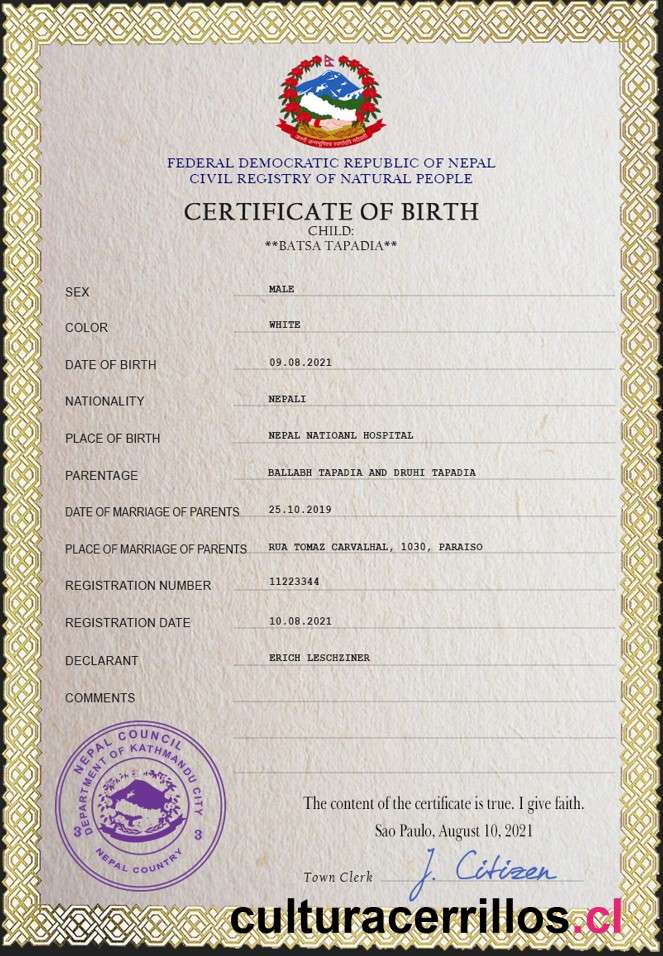 FEDERAL DEMOCRATIC REPUBLIC OF NEPAL
CIVIL REGISTRY OF NATURAL PEOPLE
CERTIFICATE OF BIRTH
CHILD:
**BATSA TAPADIA**
SEX MALE
COLOR WHITE
DATE OF BIRTH 09.08.2021
NATIONALITY NEPALI
PLACE OF BIRTH NEPAL NATIOANL HOSPITAL
PARENTAGE BALLABH TAPADIA AND DRUHI TAPADIA
DATE OF MARRIAGE OF PARENTS 25.10.2019
PLACE OF MARRIAGE OF PARENTS RUA TOMAZ CARVALHAL, 1030, PARAISO
REGISTRATION NUMBER 11223344
REGISTRATION DATE 10.08.2021
DECLARANT ERICH LESCHZINER
COMMENTS
NEPAL COUNCIL
DEPARTMENT OF KATHMANDU CITY
3 3
NEPAL COUNTRY
The content of the certificate is true. I give faith.
Sao Paulo, August 10, 2021
Town Clerk J. Citizen
culturacerrillos.cl